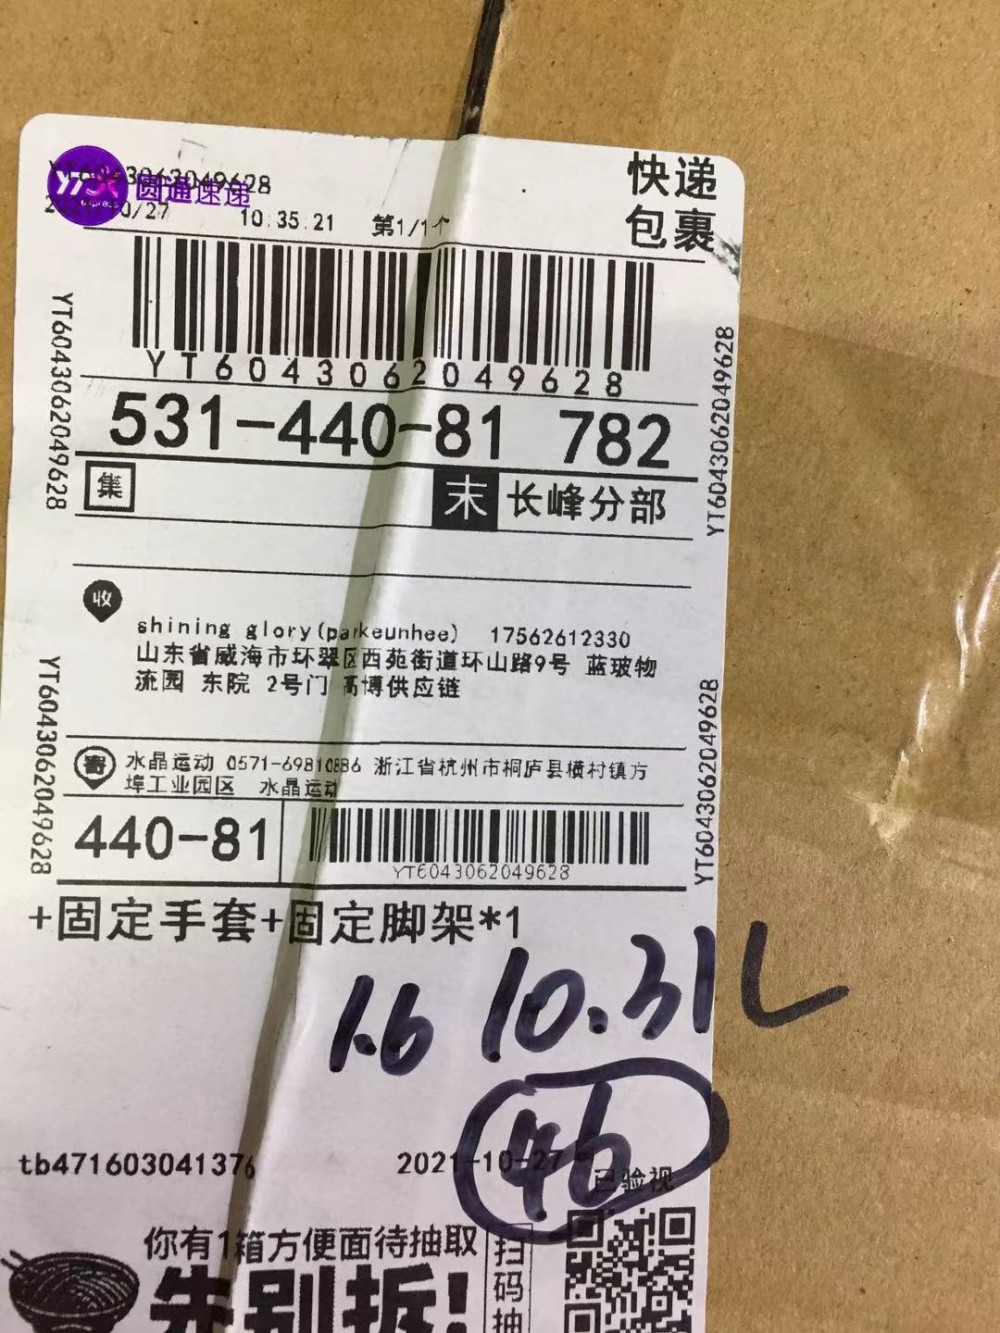 YT6043062049628
圆通速递
快递
包裹
2021/10/27 10:35:21 第1/1个
YT6043062049628
531-440-81 782
集
末 长峰分部
收
shining glory(parkeunhee) 17562612330
山东省威海市环翠区西苑街道环山路9号 蓝玻物
流园 东院 2号门 高博供应链
寄
水晶运动 0571-69810886 浙江省杭州市桐庐县横村镇方
埠工业园区 水晶运动
440-81
YT6043062049628
+固定手套+固定脚架*1
1.6 10.31L
46
tb471603041376
2021-10-27
已验视
你有1箱方便面待抽取
先别拆!
扫码抽
YT6043062049628
YT6043062049628
YT6043062049628
YT6043062049628